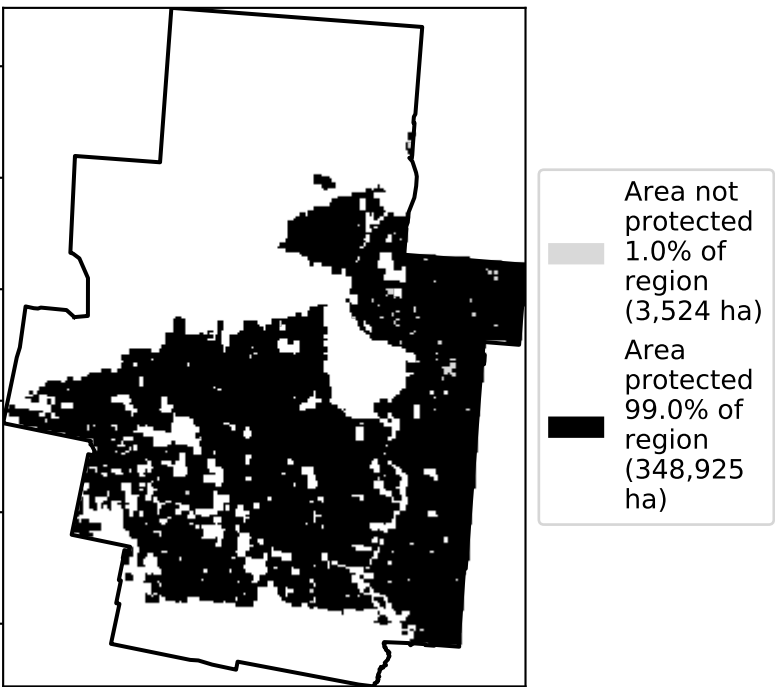 Area not
protected
1.0% of
region
(3,524 ha)
Area
protected
99.0% of
region
(348,925
ha)